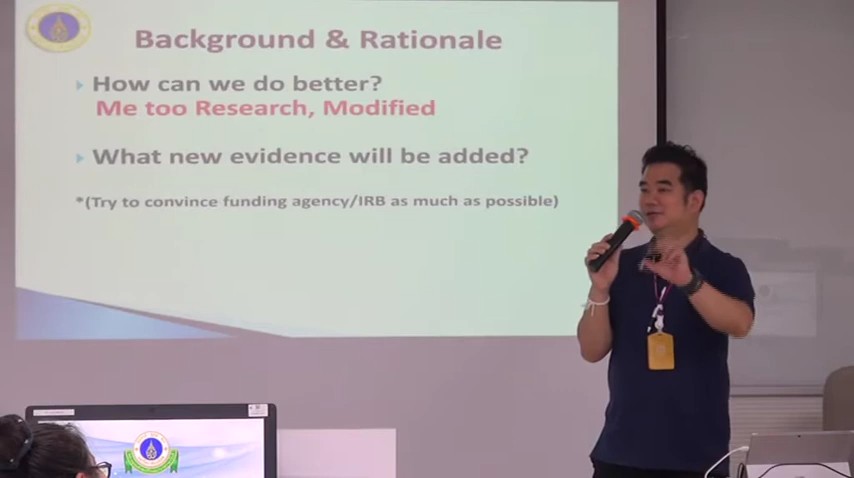 Background & Rationale
How can we do better?
Me too Research, Modified
What new evidence will be added?
*(Try to convince funding agency/IRB as much as possible)